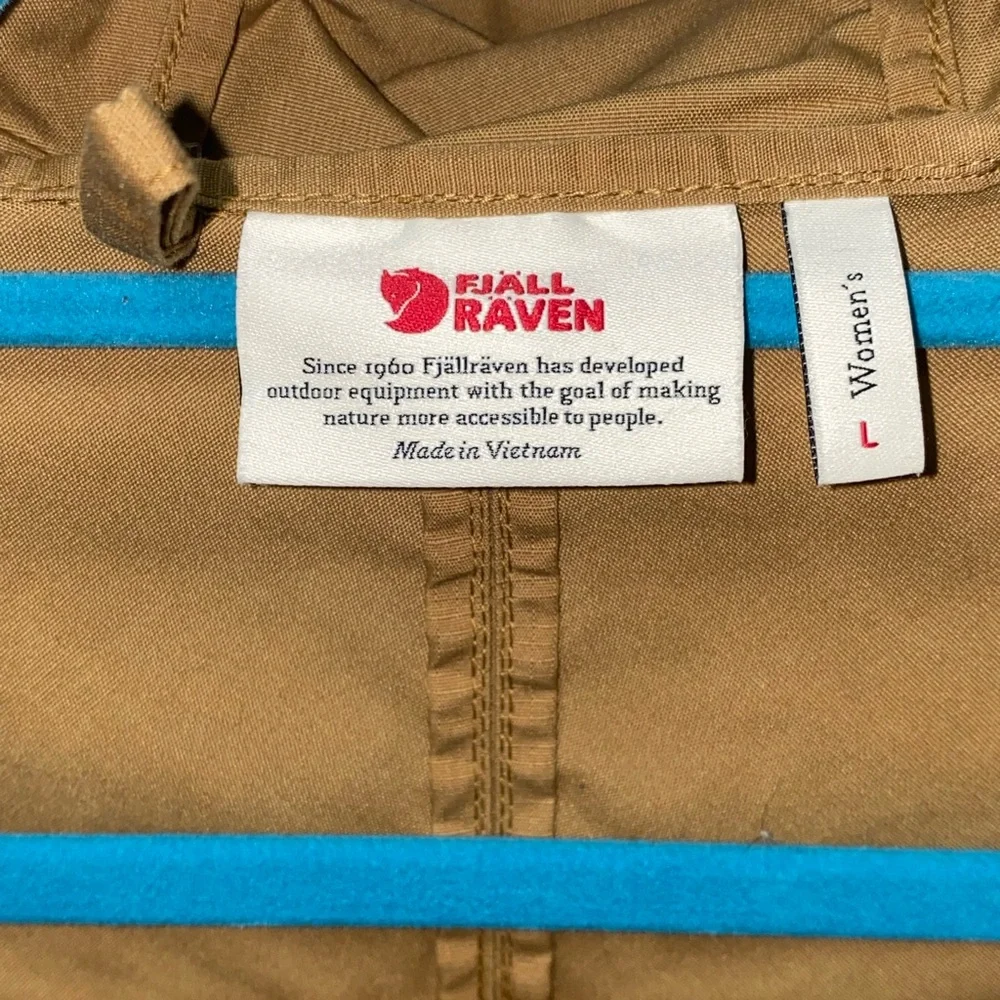 FJÄLL
RÄVEN
Since 1960 Fjällräven has developed
outdoor equipment with the goal of making
nature more accessible to people.
Made in Vietnam
Women's
L